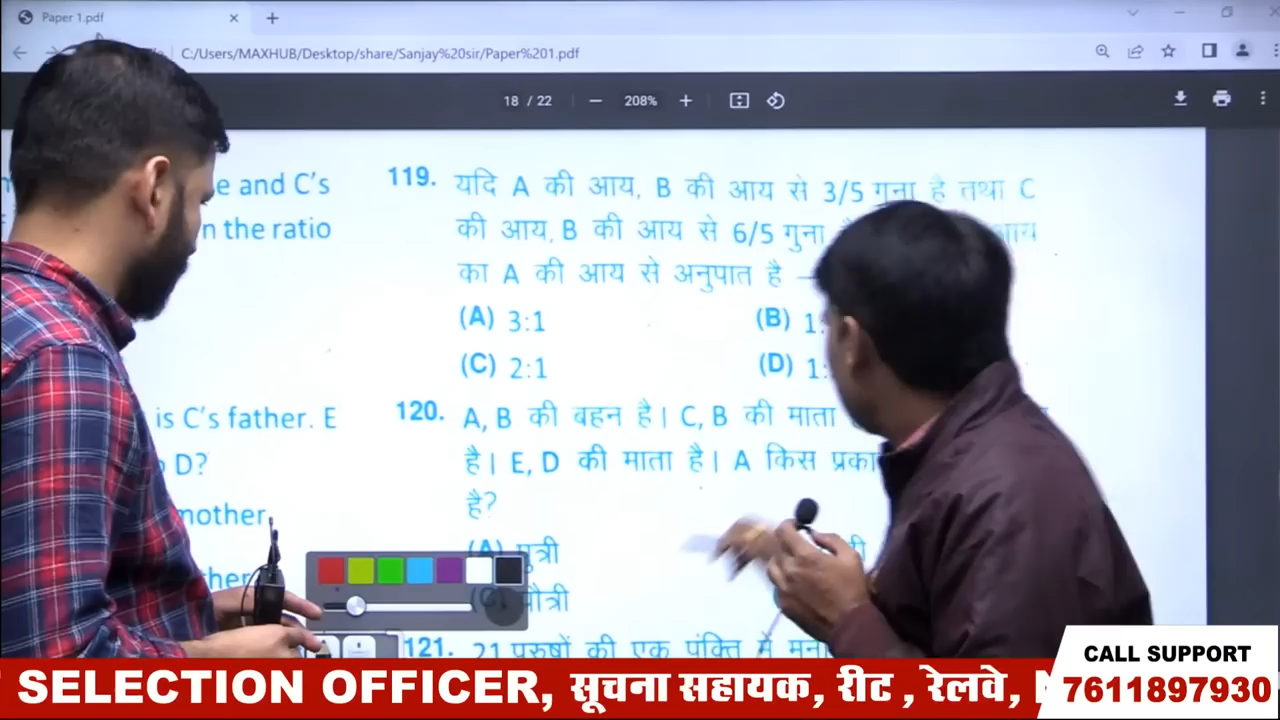 Paper 1.pdf
C:/Users/MAXHUB/Desktop/share/Sanjay%20sir/Paper%201.pdf
18 / 22
208%
e and C's
n the ratio
is C's father. E
D?
mother
her
119. यदि A की आय, B की आय से 3/5 गुना है तथा C
की आय, B की आय से 6/5 गुना आय
का A की आय से अनुपात है –
(A) 3:1
(B) 1:
(C) 2:1
(D) 1:
120. A, B की बहन है। C, B की माता
है। E, D की माता है। A किस
है?
(A) पुत्री
(C) पौत्री
121. 21 पुरुषों की एक पंक्ति में
SELECTION OFFICER, सूचना सहायक, रीट , रेलवे,
CALL SUPPORT
7611897930